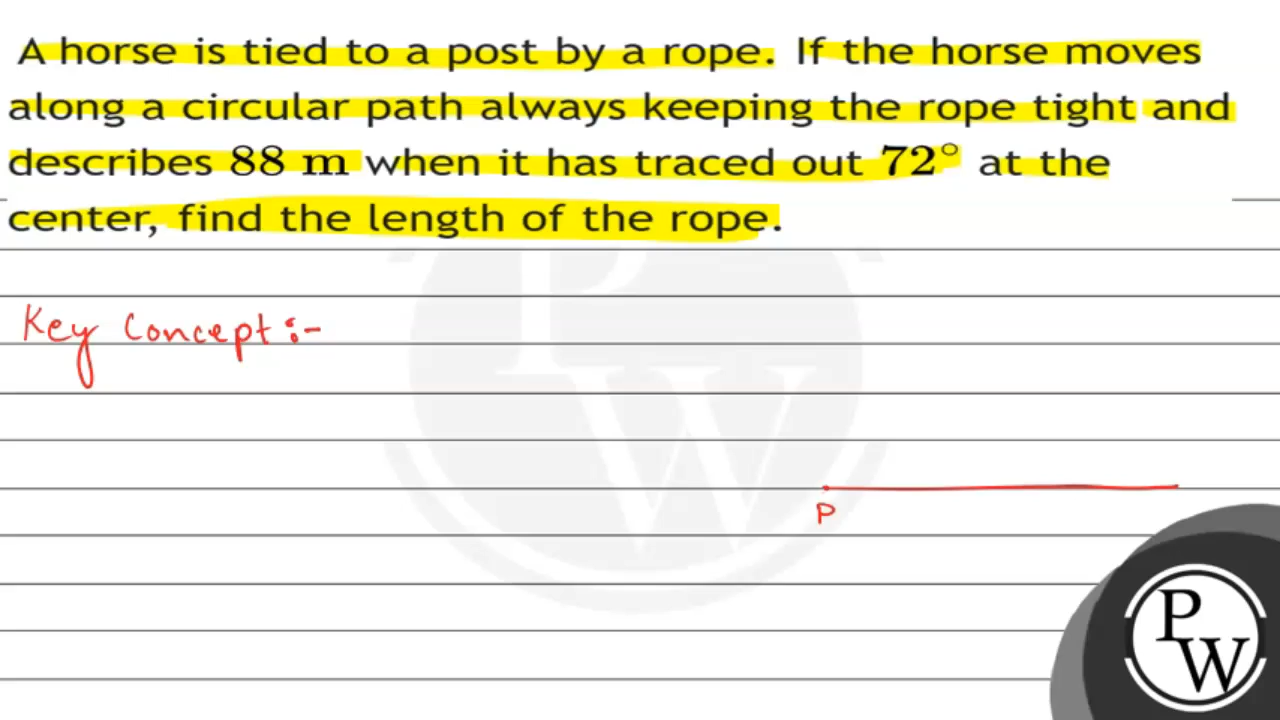 A horse is tied to a post by a rope. If the horse moves
along a circular path always keeping the rope tight and
describes 88 m when it has traced out 72° at the
center, find the length of the rope.
Key Concept :-
P
PW
PW